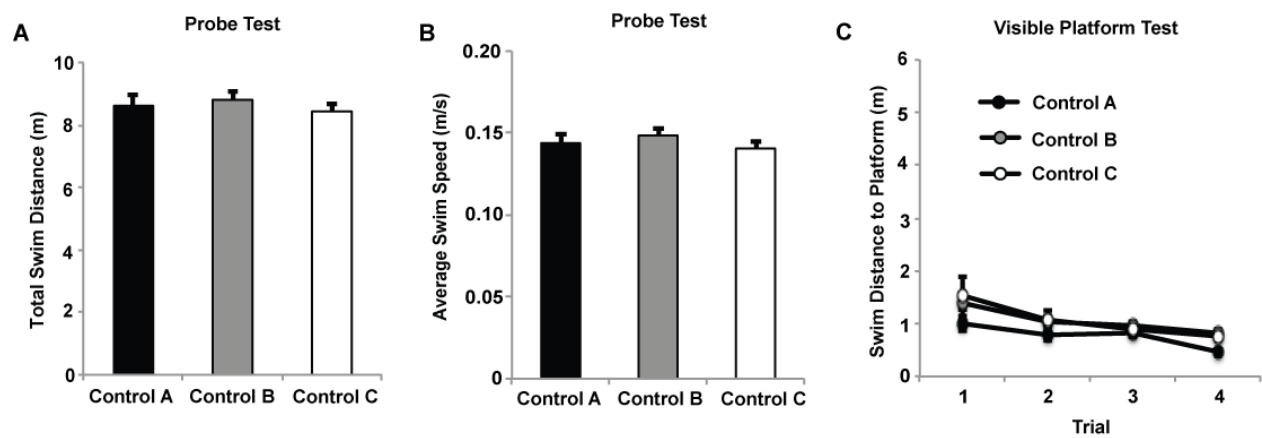 A
Probe Test
Total Swim Distance (m)
10
8
6
4
2
0
Control A Control B Control C
B
Probe Test
Average Swim Speed (m/s)
0.20
0.15
0.10
0.05
0
Control A Control B Control C
C
Visible Platform Test
Swim Distance to Platform (m)
6
5
4
3
2
1
0
Control A
Control B
Control C
1 2 3 4
Trial